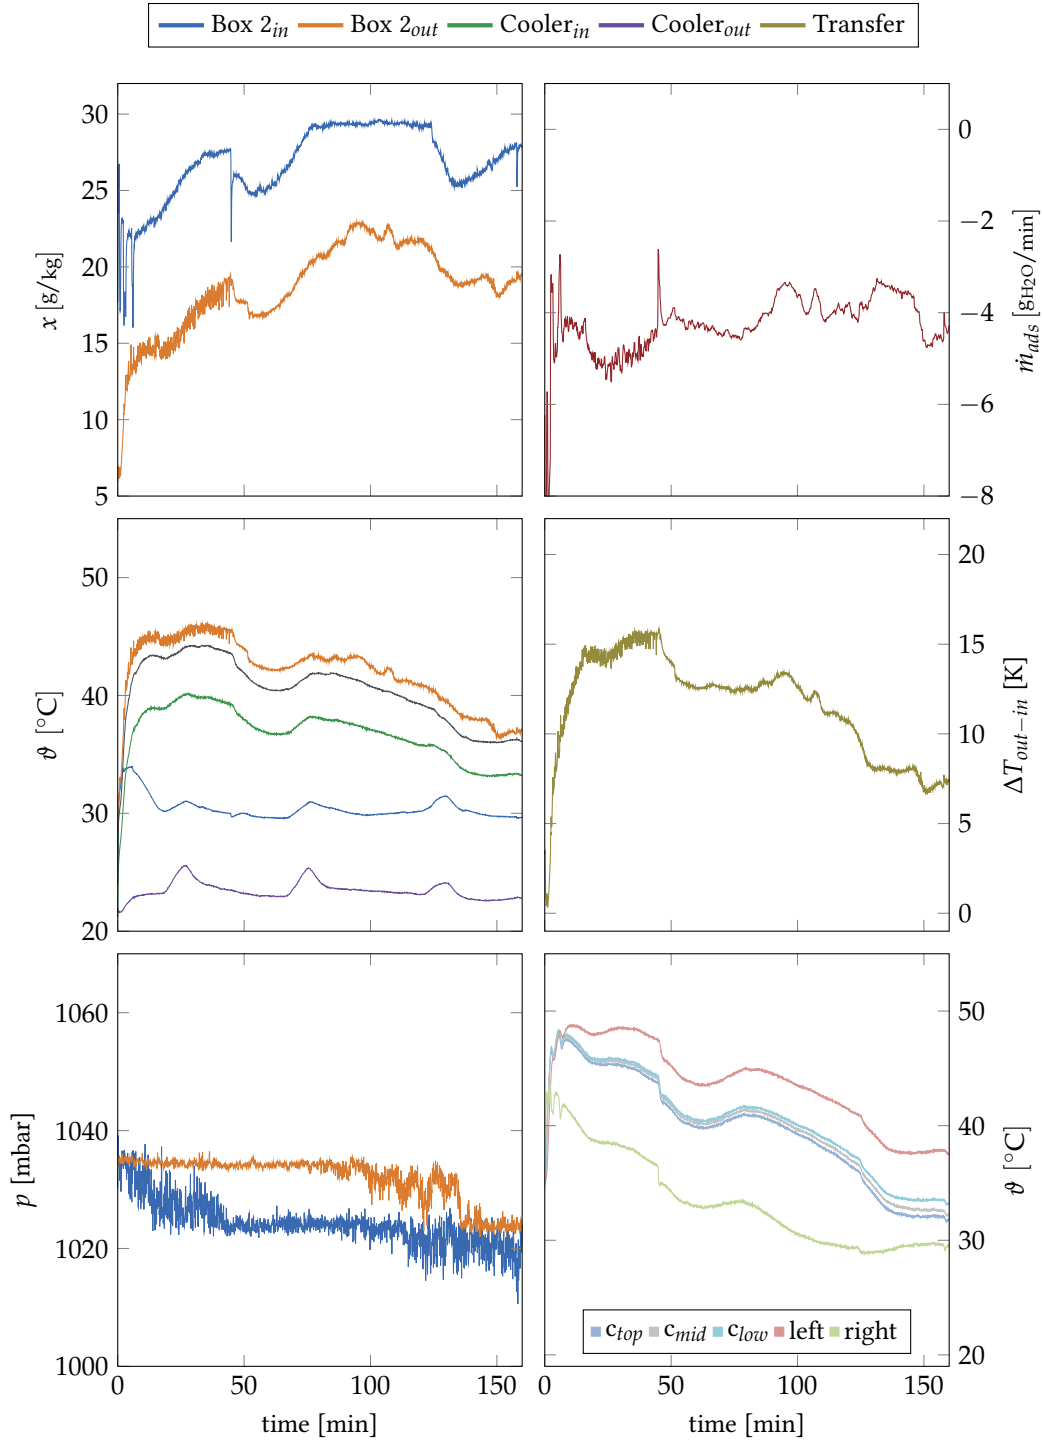 Box 2in Box 2out Coolerin Coolerout Transfer
30
25
20
15
10
5
x [g/kg]
0
−2
−4
−6
−8
ṁads [gH2O/min]
50
40
30
20
ϑ [°C]
20
15
10
5
0
ΔTout−in [K]
1060
1040
1020
1000
p [mbar]
0 50 100 150
time [min]
50
40
30
20
ϑ [°C]
ctop cmid clow left right
0 50 100 150
time [min]